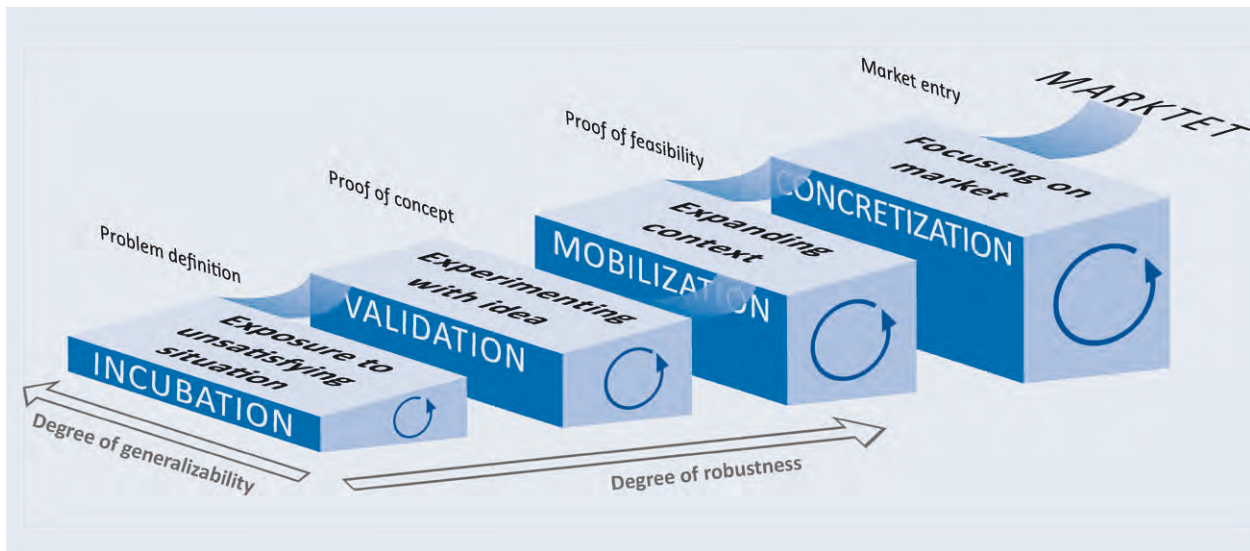 Market entry
MARKTET
Proof of feasibility
Focusing on
market
CONCRETIZATION
Proof of concept
Expanding
context
MOBILIZATION
Problem definition
Experimenting
with idea
VALIDATION
Exposure to
unsatisfying
situation
INCUBATION
Degree of generalizability
Degree of robustness